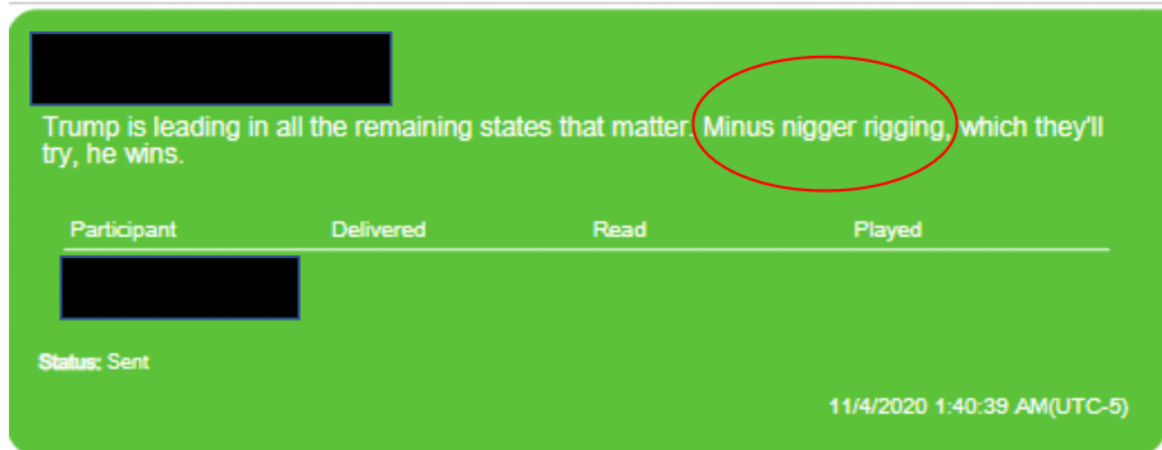 Trump is leading in all the remaining states that matter. Minus nigger rigging, which they'll
try, he wins.
Participant Delivered Read Played
Status: Sent
11/4/2020 1:40:39 AM(UTC-5)